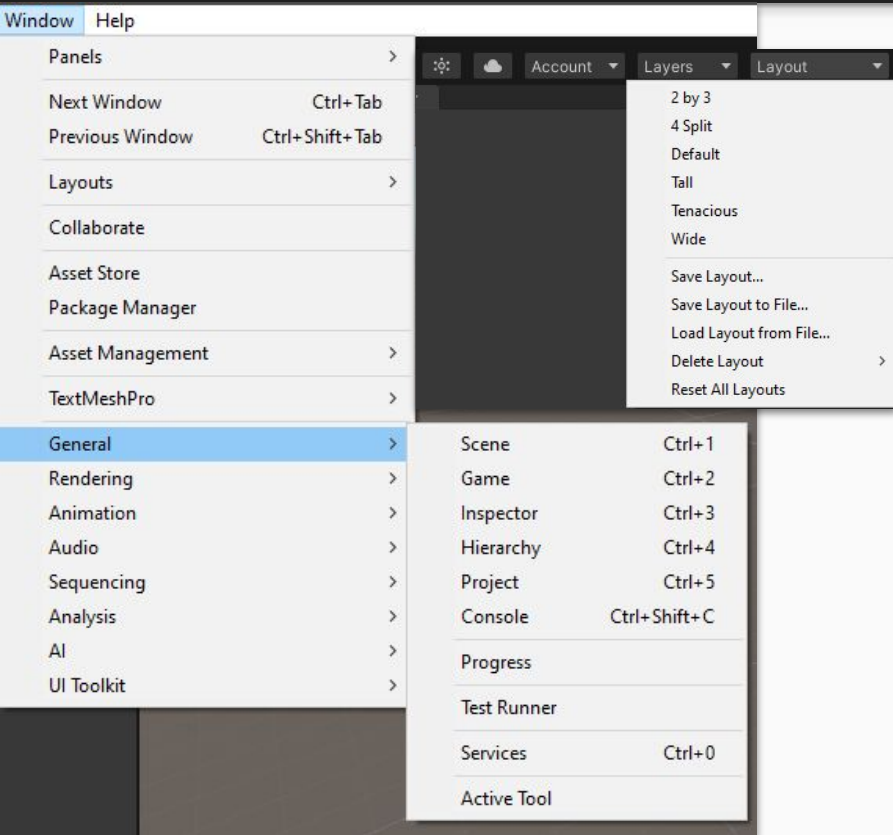 Window Help
Panels
Next Window Ctrl+Tab
Previous Window Ctrl+Shift+Tab
Layouts
Collaborate
Asset Store
Package Manager
Asset Management
TextMeshPro
General
Rendering
Animation
Audio
Sequencing
Analysis
AI
UI Toolkit
Scene Ctrl+1
Game Ctrl+2
Inspector Ctrl+3
Hierarchy Ctrl+4
Project Ctrl+5
Console Ctrl+Shift+C
Progress
Test Runner
Services Ctrl+0
Active Tool
Account Layers Layout
2 by 3
4 Split
Default
Tall
Tenacious
Wide
Save Layout...
Save Layout to File...
Load Layout from File...
Delete Layout
Reset All Layouts